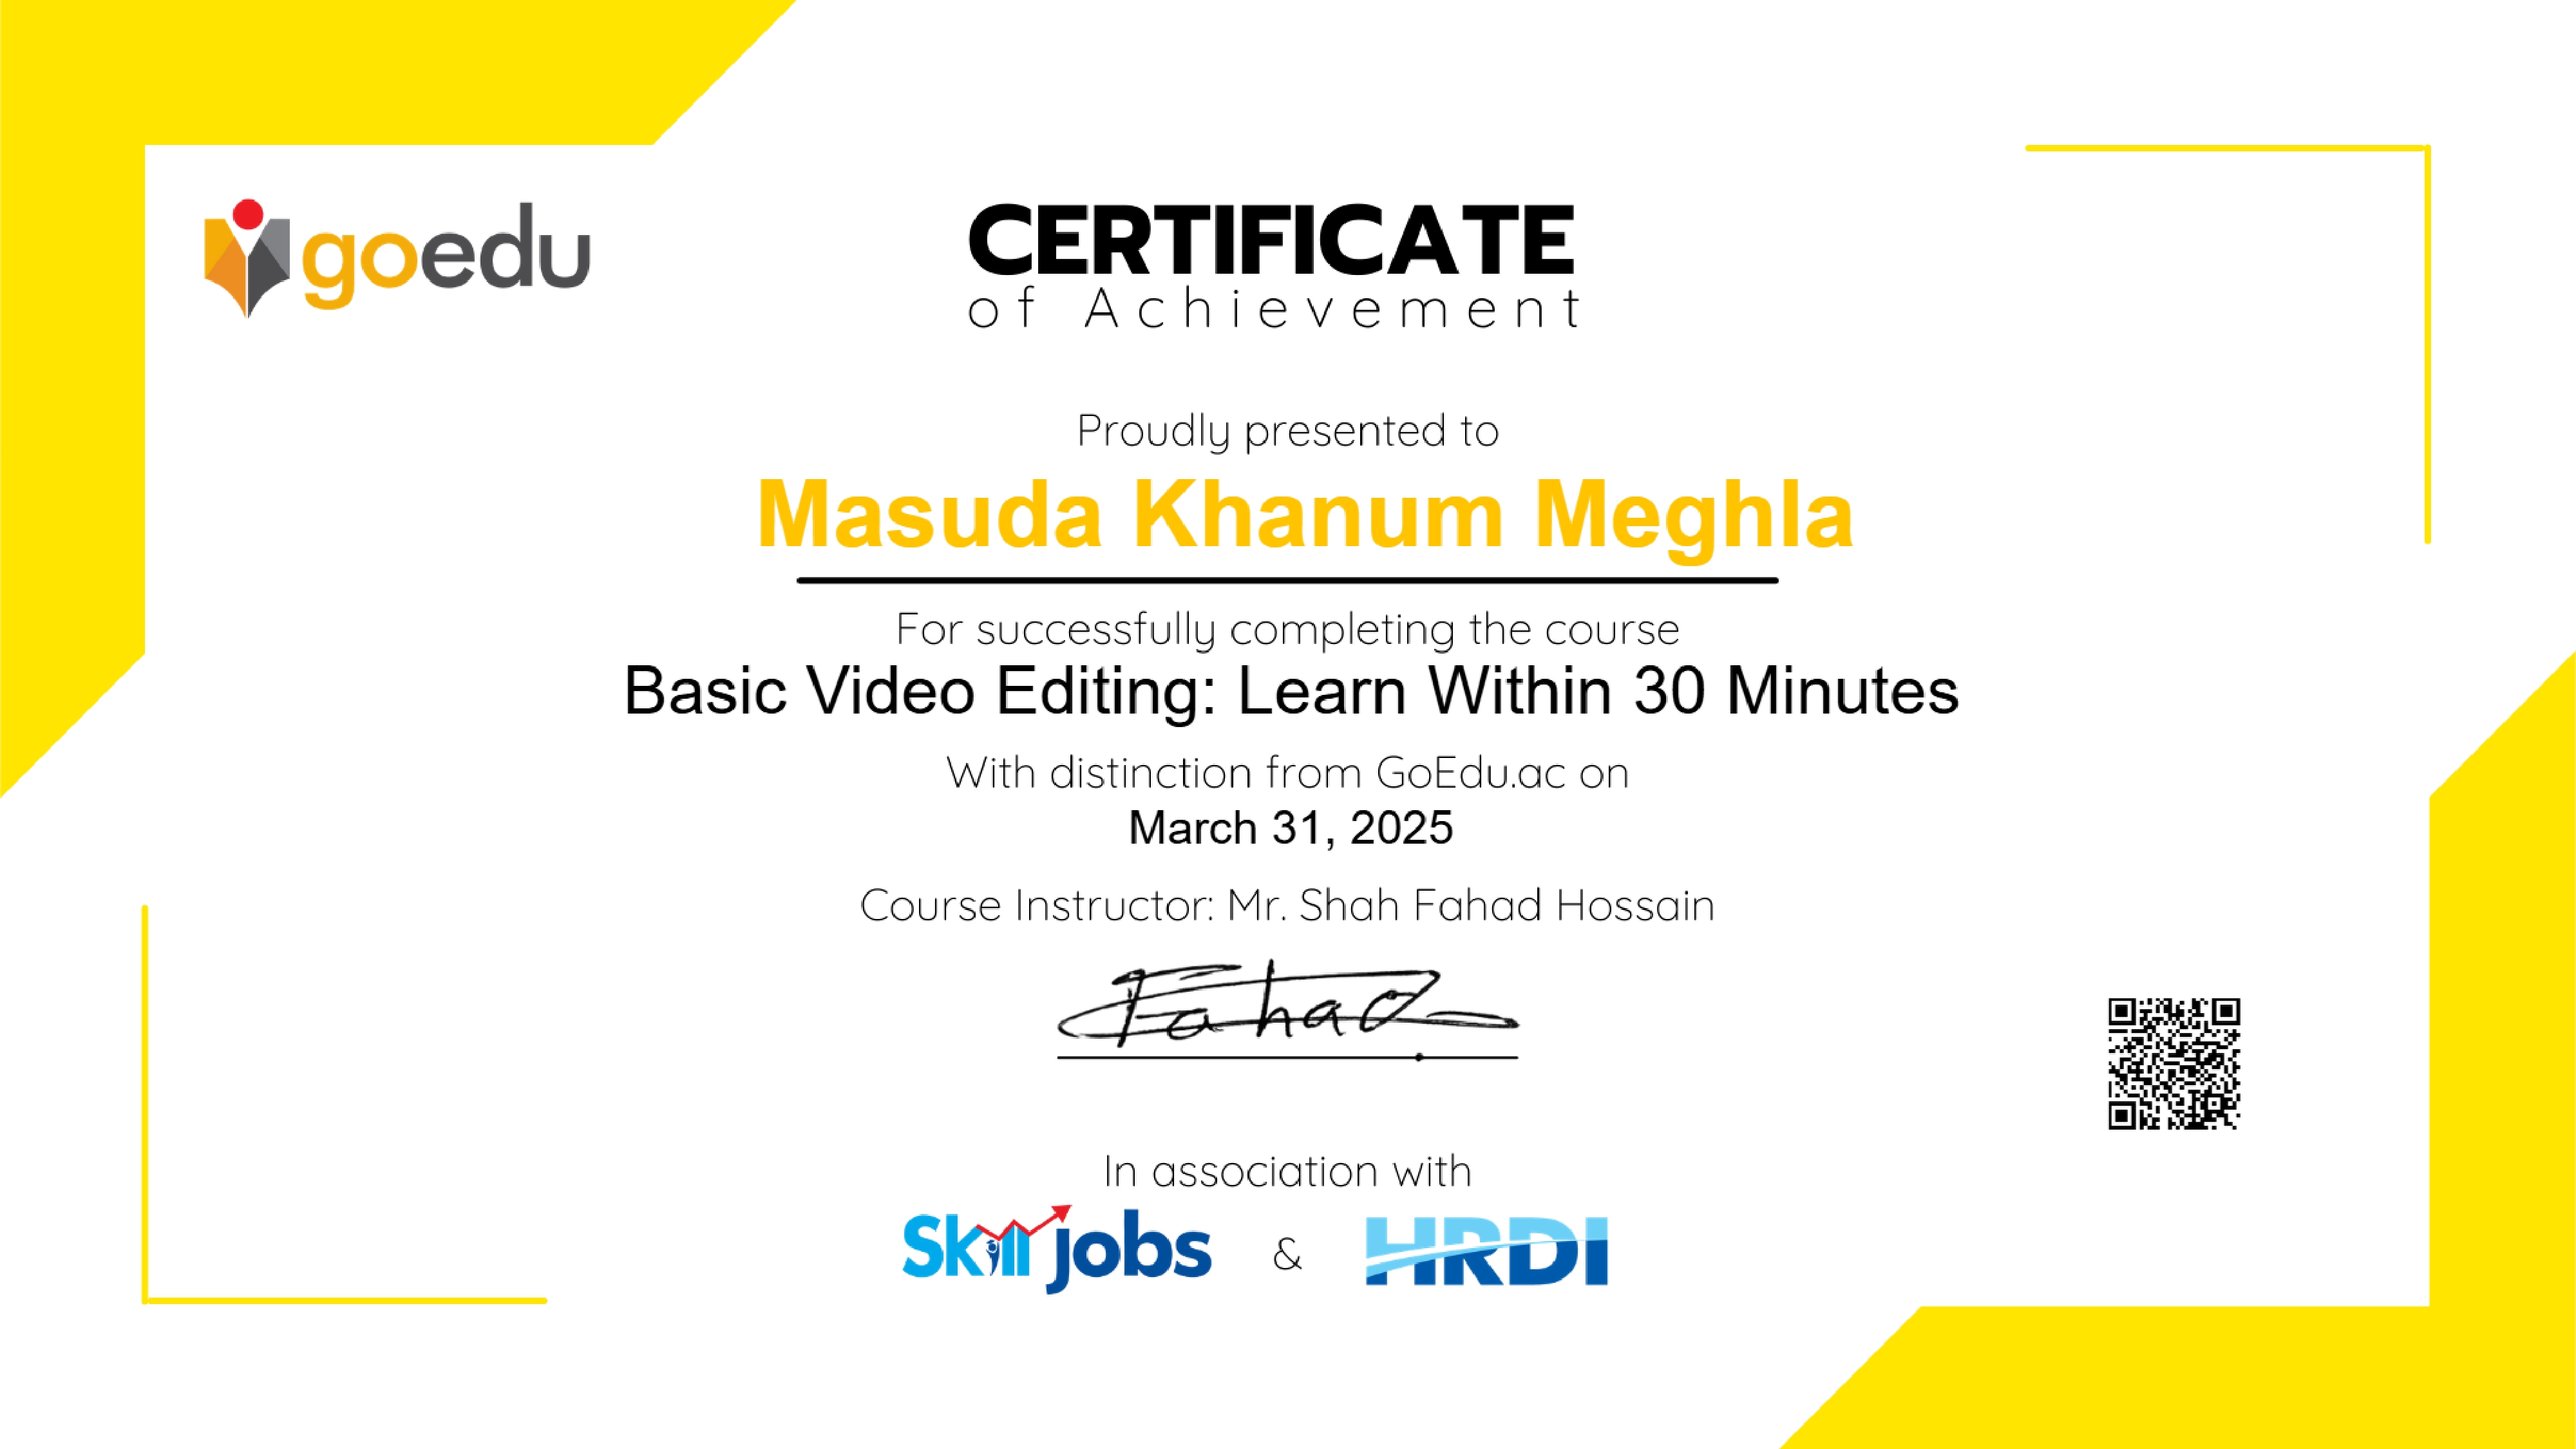 goedu
CERTIFICATE
of Achievement
Proudly presented to
Masuda Khanum Meghla
For successfully completing the course
Basic Video Editing: Learn Within 30 Minutes
With distinction from GoEdu.ac on
March 31, 2025
Course Instructor: Mr. Shah Fahad Hossain
Fahad
In association with
Skill jobs & HRDI